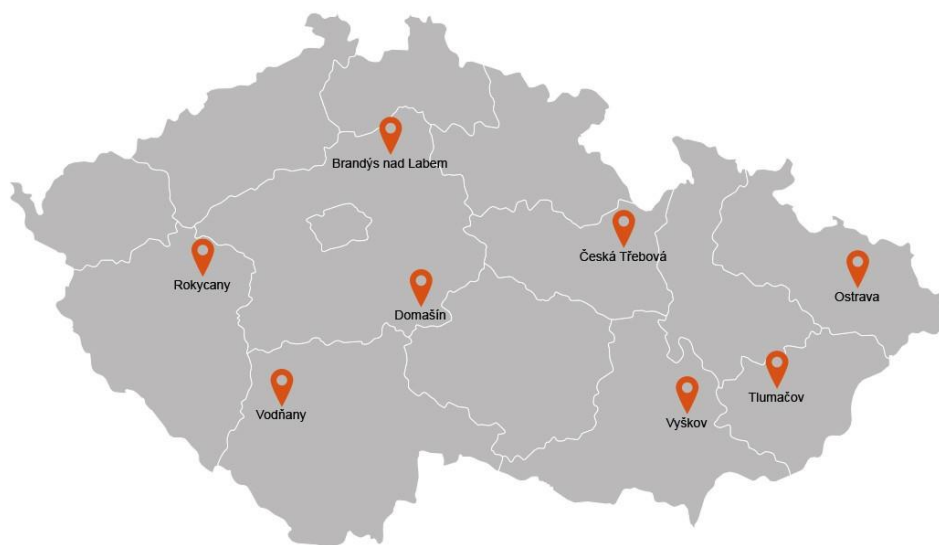 Brandýs nad Labem
Česká Třebová
Rokycany
Ostrava
Domašín
Tlumačov
Vodňany
Vyškov